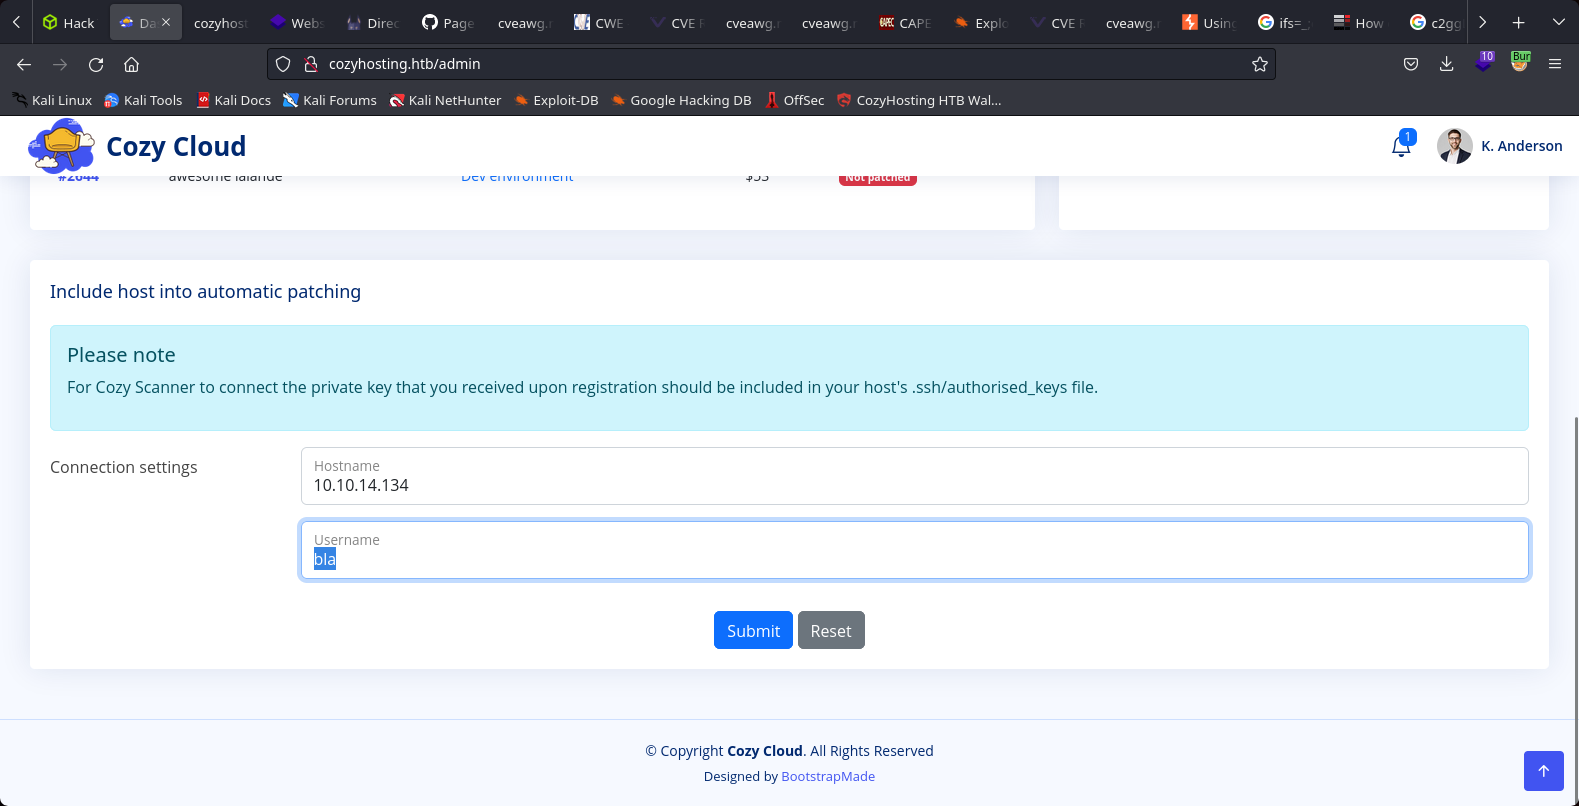 Hack
Da
cozyhost
Webs
Direc
Page
cveawg.r
CWE
CVE F
cveawg.r
cveawg.r
CAPE
Explo
CVE F
cveawg.r
Using
ifs=_
How
c2ggi
cozyhosting.htb/admin
10
Bur
Kali Linux
Kali Tools
Kali Docs
Kali Forums
Kali NetHunter
Exploit-DB
Google Hacking DB
OffSec
CozyHosting HTB Wal...
Cozy Cloud
1
K. Anderson
#2644
awesome lalande
Dev environment
$53
Not patched
Include host into automatic patching
Please note
For Cozy Scanner to connect the private key that you received upon registration should be included in your host's .ssh/authorised_keys file.
Connection settings
Hostname
10.10.14.134
Username
bla
Submit
Reset
© Copyright Cozy Cloud. All Rights Reserved
Designed by BootstrapMade